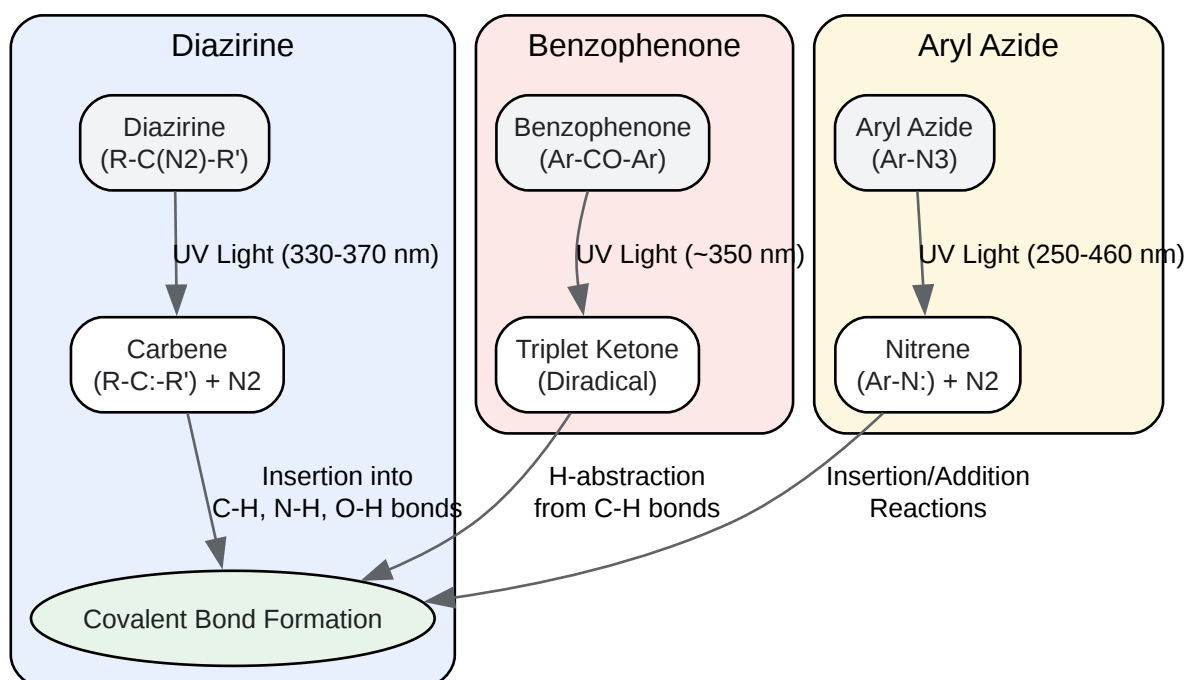 Diazirine
Diazirine
(R-C(N2)-R')
UV Light (330-370 nm)
Carbene
(R-C:-R') + N2
Insertion into
C-H, N-H, O-H bonds
Covalent Bond Formation
Benzophenone
Benzophenone
(Ar-CO-Ar)
UV Light (~350 nm)
Triplet Ketone
(Diradical)
H-abstraction
from C-H bonds
Aryl Azide
Aryl Azide
(Ar-N3)
UV Light (250-460 nm)
Nitrene
(Ar-N:) + N2
Insertion/Addition
Reactions